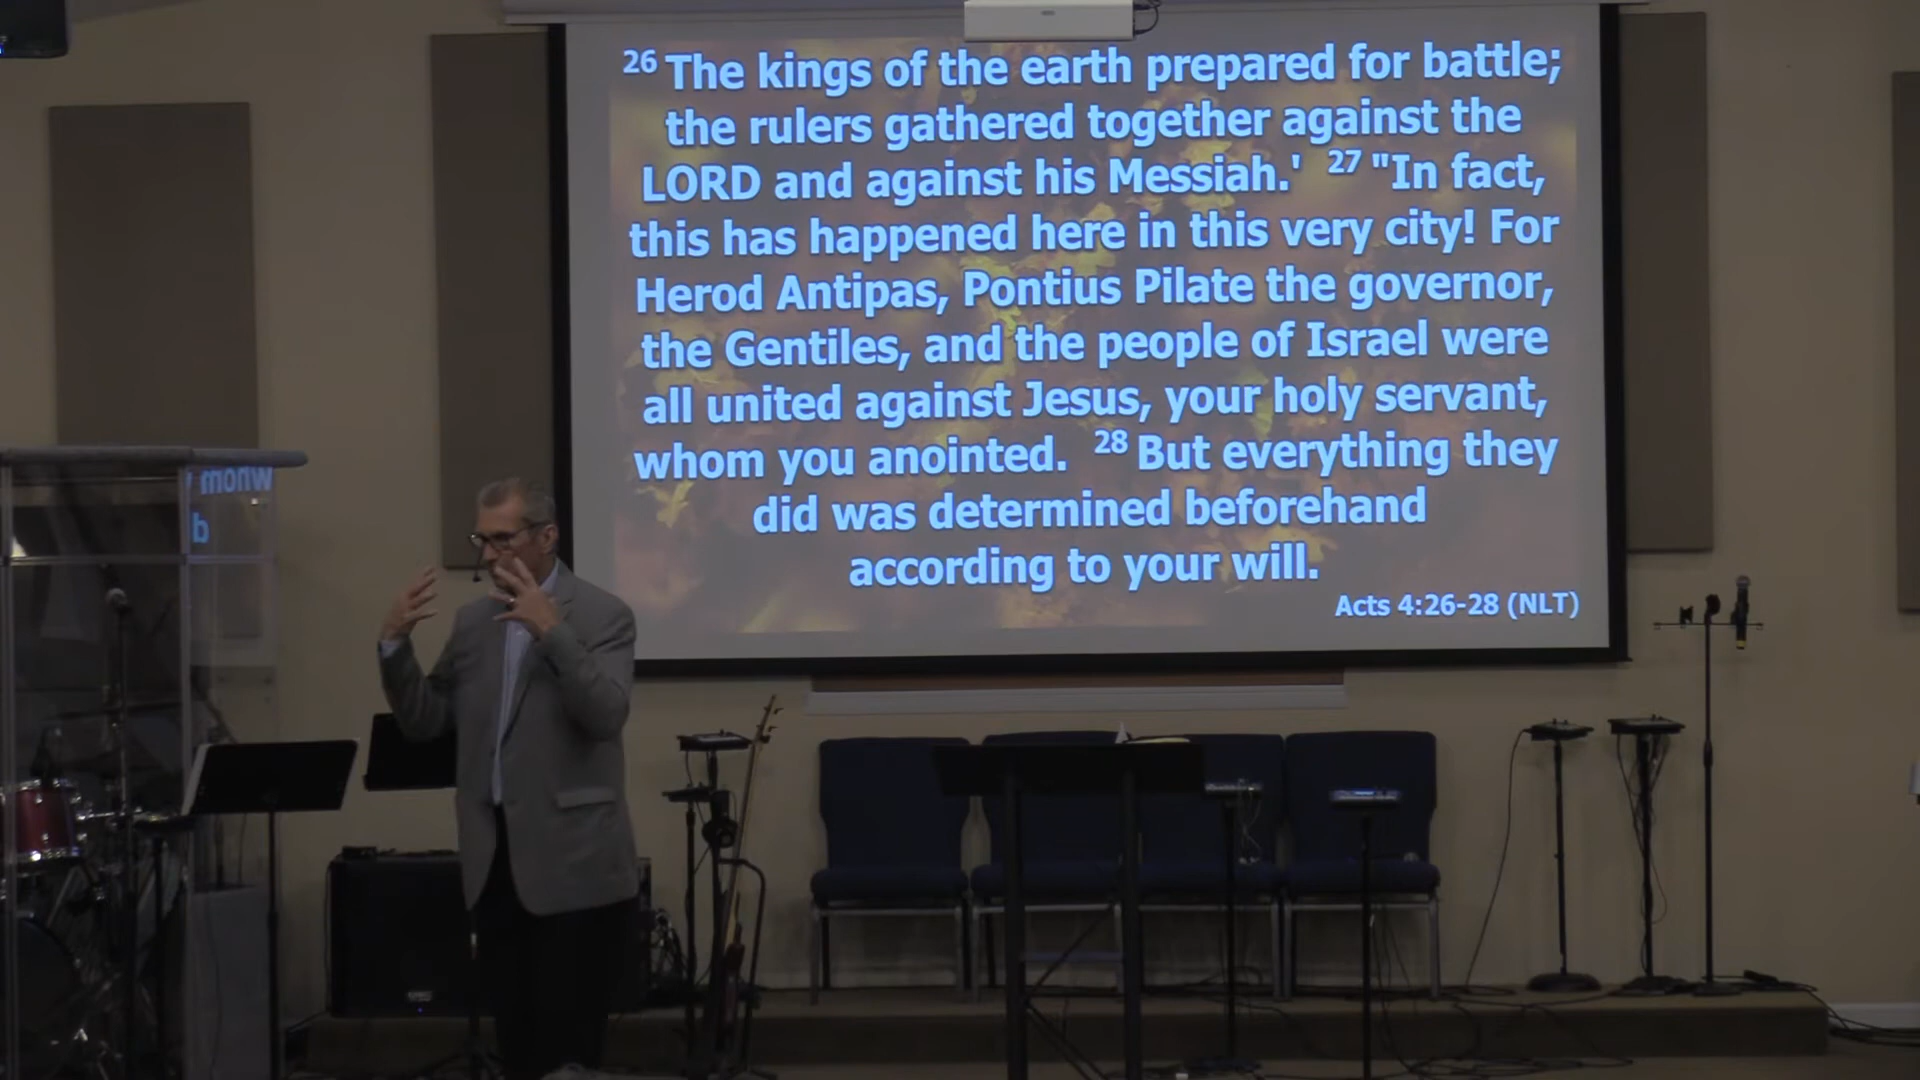 26 The kings of the earth prepared for battle;
the rulers gathered together against the
LORD and against his Messiah.' 27 "In fact,
this has happened here in this very city! For
Herod Antipas, Pontius Pilate the governor,
the Gentiles, and the people of Israel were
all united against Jesus, your holy servant,
whom you anointed. 28 But everything they
did was determined beforehand
according to your will.
Acts 4:26-28 (NLT)
whom
d